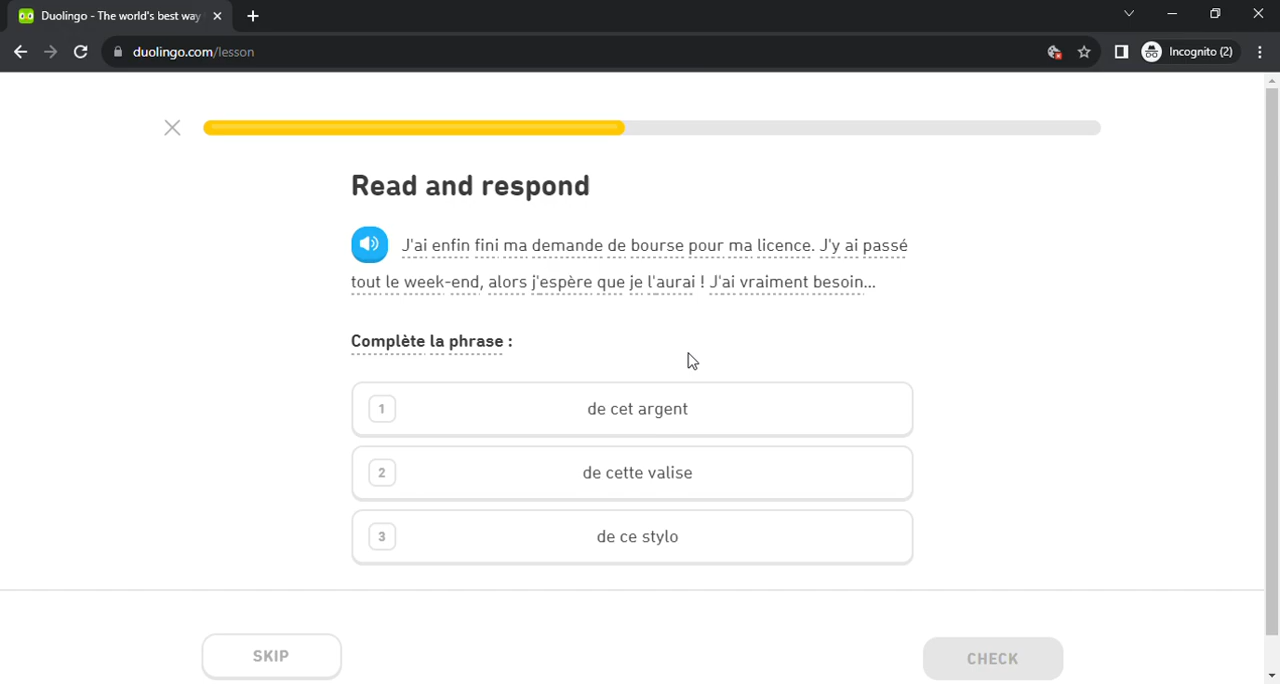 Duolingo - The world's best way
duolingo.com/lesson
Incognito (2)
Read and respond
J'ai enfin fini ma demande de bourse pour ma licence. J'y ai passé
tout le week-end, alors j'espère que je l'aurai ! J'ai vraiment besoin...
Complète la phrase :
1 de cet argent
2 de cette valise
3 de ce stylo
SKIP
CHECK